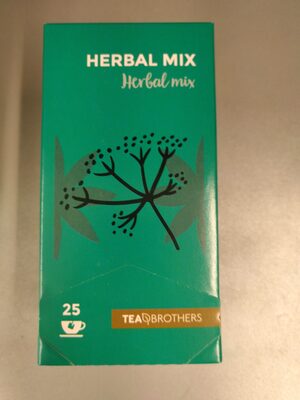 HERBAL MIX
Herbal mix
25
TEA BROTHERS